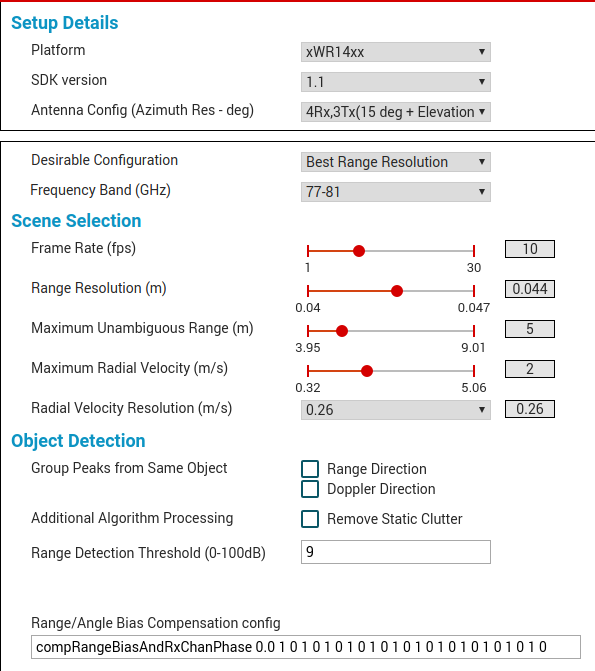 Setup Details
Platform xWR14xx
SDK version 1.1
Antenna Config (Azimuth Res - deg) 4Rx,3Tx(15 deg + Elevation
Desirable Configuration Best Range Resolution
Frequency Band (GHz) 77-81
Scene Selection
Frame Rate (fps) 10
1 30
Range Resolution (m) 0.044
0.04 0.047
Maximum Unambiguous Range (m) 5
3.95 9.01
Maximum Radial Velocity (m/s) 2
0.32 5.06
Radial Velocity Resolution (m/s) 0.26 0.26
Object Detection
Group Peaks from Same Object Range Direction
Doppler Direction
Additional Algorithm Processing Remove Static Clutter
Range Detection Threshold (0-100dB) 9
Range/Angle Bias Compensation config
compRangeBiasAndRxChanPhase 0.0 1 0 1 0 1 0 1 0 1 0 1 0 1 0 1 0 1 0 1 0 1 0 1 0